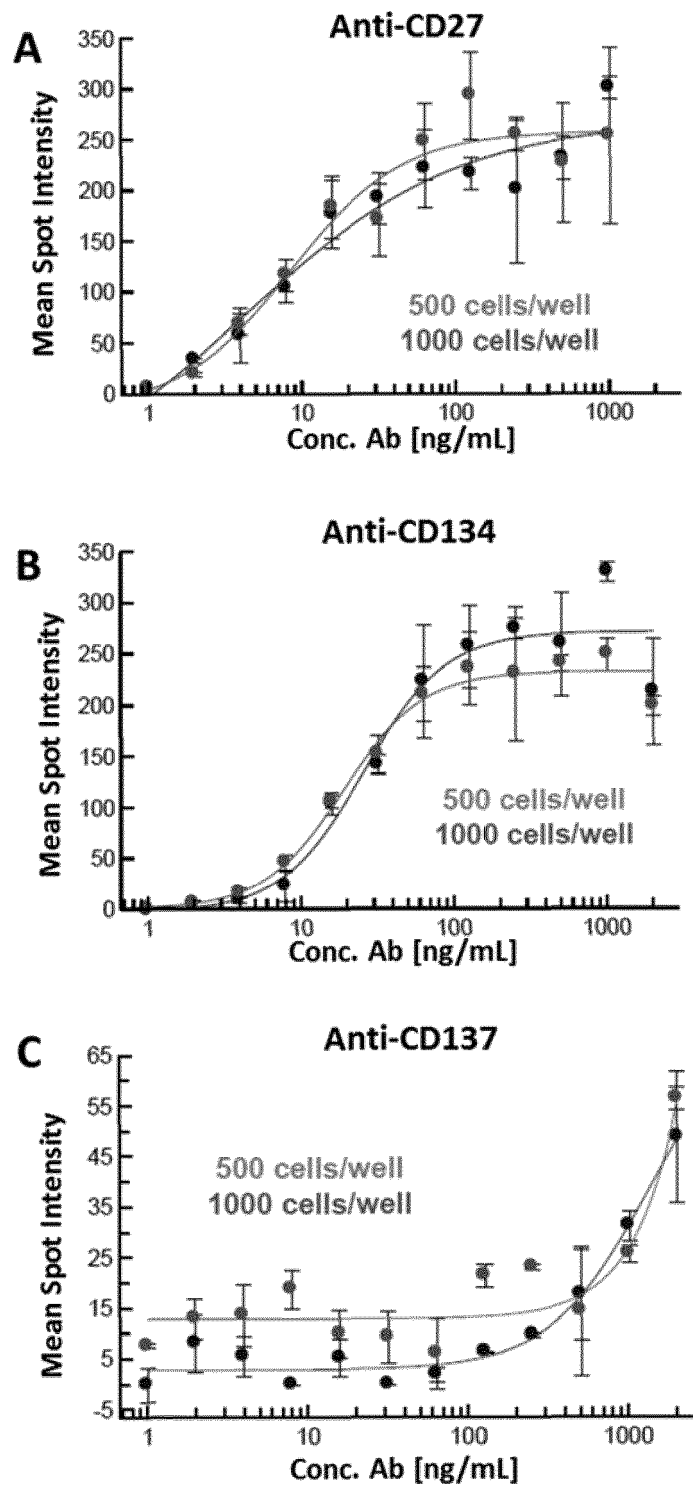 A
Anti-CD27
350
300
250
200
150
100
50
0
Mean Spot Intensity
500 cells/well
1000 cells/well
1
10
100
1000
Conc. Ab [ng/mL]
B
Anti-CD134
350
300
250
200
150
100
50
0
Mean Spot Intensity
500 cells/well
1000 cells/well
1
10
100
1000
Conc. Ab [ng/mL]
C
Anti-CD137
65
55
45
35
25
15
5
-5
Mean Spot Intensity
500 cells/well
1000 cells/well
1
10
100
1000
Conc. Ab [ng/mL]